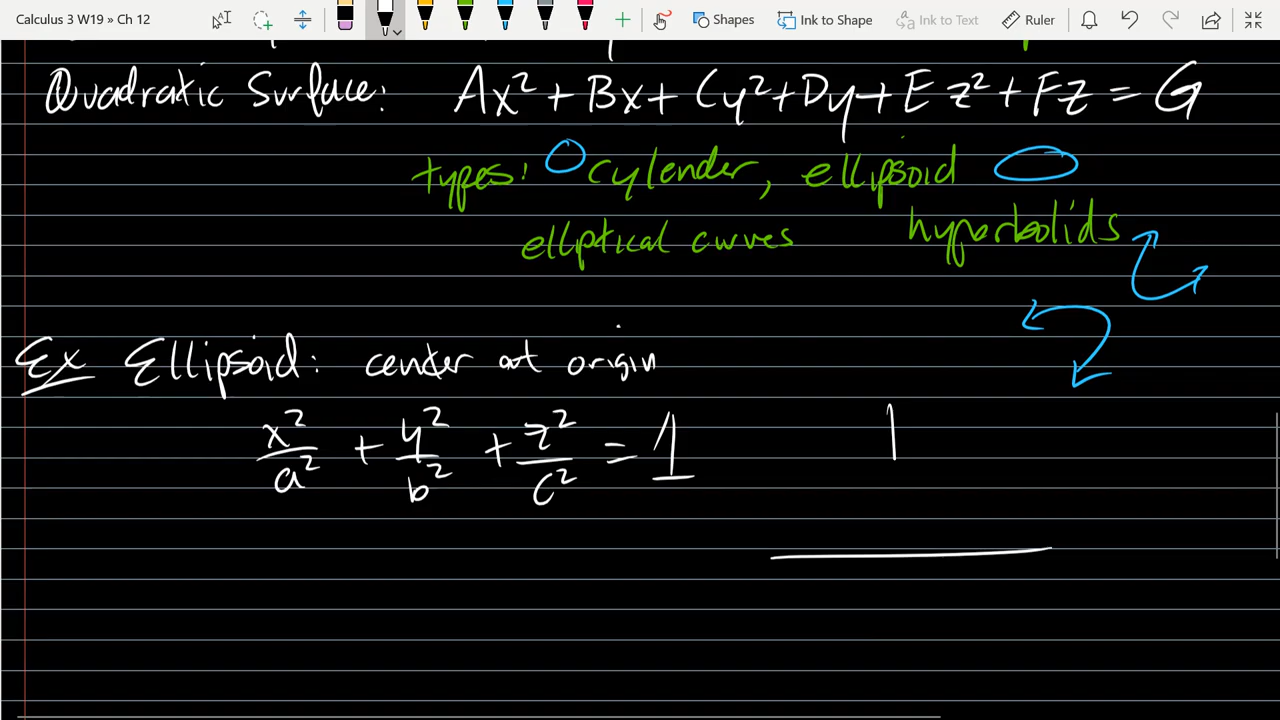 Calculus 3 W19 » Ch 12
Shapes Ink to Shape Ink to Text Ruler
Quadratic Surface: Ax² + Bx + Cy² + Dy + Ez² + Fz = G
types: cylender, ellipsoid
elliptical curves hyperbolids
Ex Ellipsoid: center at origin
x²/a² + y²/b² + z²/c² = 1